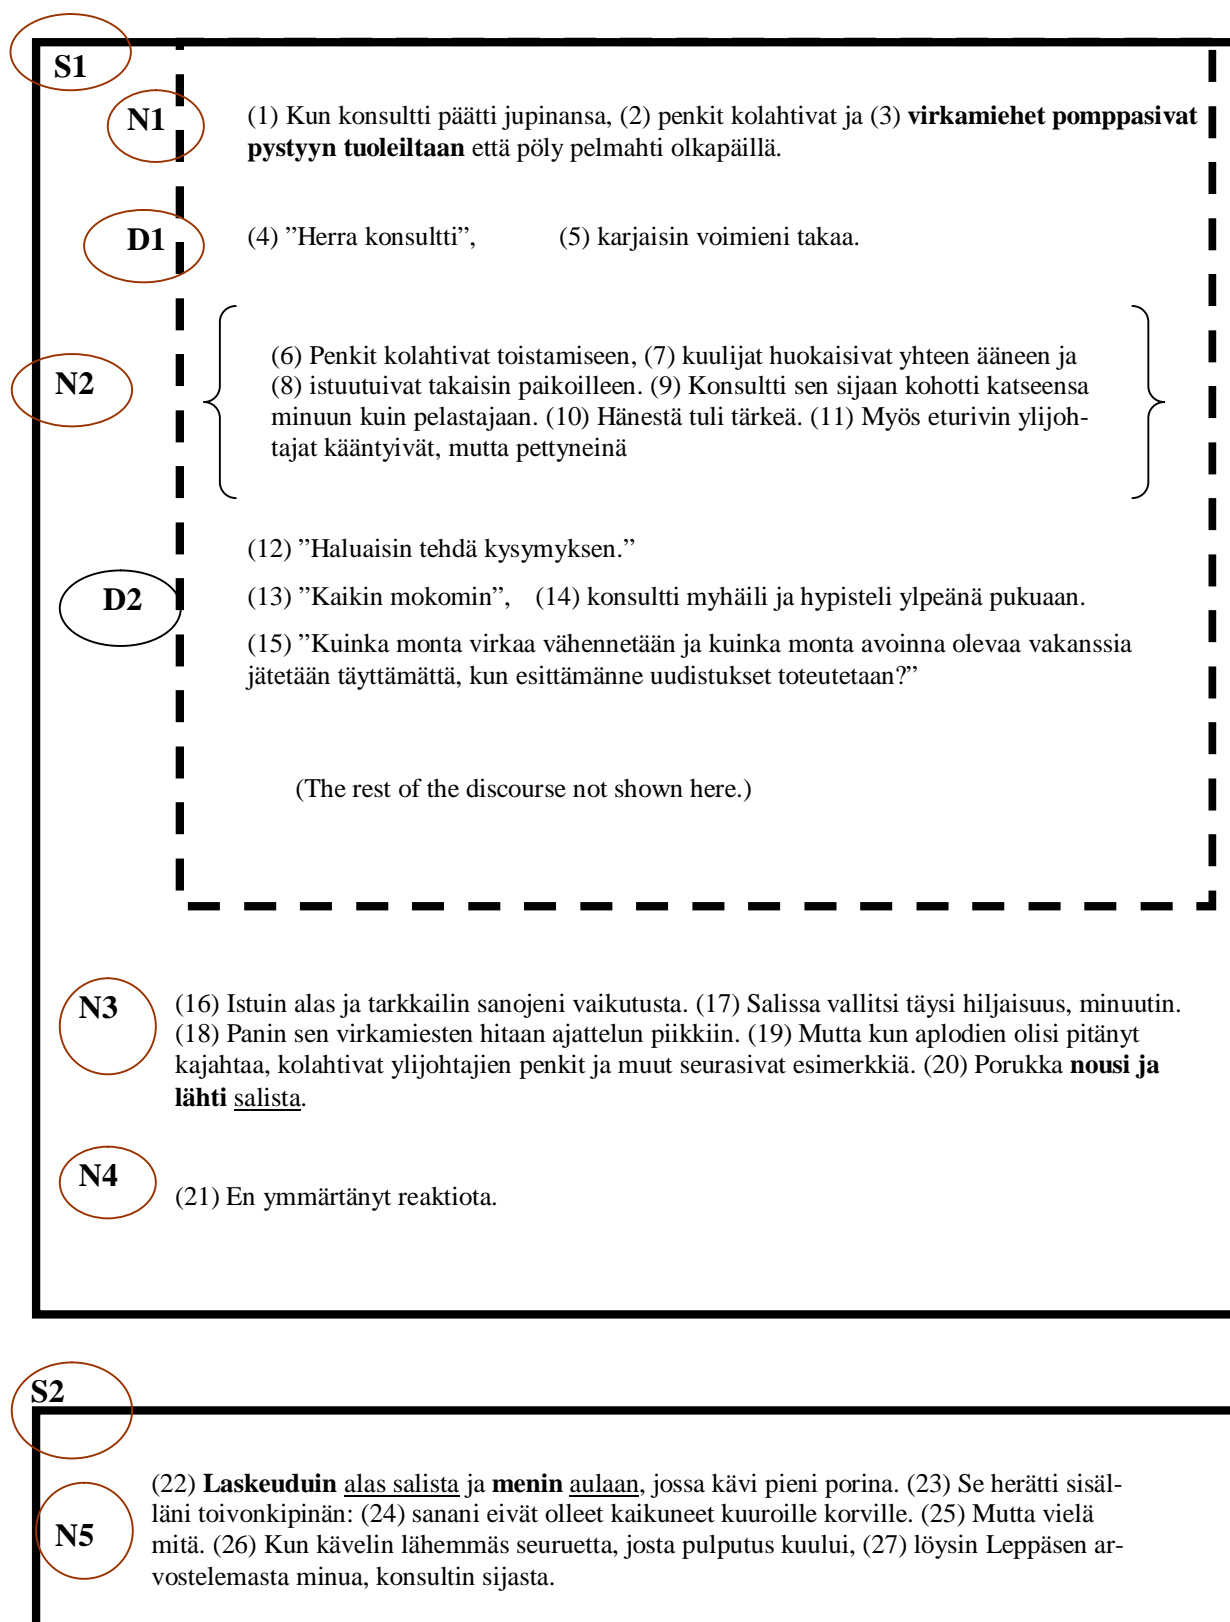 S1
N1
(1) Kun konsultti päätti jupinansa, (2) penkit kolahtivat ja (3) virkamiehet pomppasivat
pystyyn tuoleiltaan että pöly pelmahti olkapäillä.
D1
(4) ”Herra konsultti”, (5) karjaisin voimieni takaa.
N2
(6) Penkit kolahtivat toistamiseen, (7) kuulijat huokaisivat yhteen ääneen ja
(8) istuutuivat takaisin paikoilleen. (9) Konsultti sen sijaan kohotti katseensa
minuun kuin pelastajaan. (10) Hänestä tuli tärkeä. (11) Myös eturivin ylijoh-
tajat kääntyivät, mutta pettyneinä
D2
(12) ”Haluaisin tehdä kysymyksen.”
(13) ”Kaikin mokomin”, (14) konsultti myhäili ja hypisteli ylpeänä pukuaan.
(15) ”Kuinka monta virkaa vähennetään ja kuinka monta avoinna olevaa vakanssia
jätetään täyttämättä, kun esittämänne uudistukset toteutetaan?”
(The rest of the discourse not shown here.)
N3
(16) Istuin alas ja tarkkailin sanojeni vaikutusta. (17) Salissa vallitsi täysi hiljaisuus, minuutin.
(18) Panin sen virkamiesten hitaan ajattelun piikkiin. (19) Mutta kun aplodien olisi pitänyt
kajahtaa, kolahtivat ylijohtajien penkit ja muut seurasivat esimerkkiä. (20) Porukka nousi ja
lähti salista.
N4
(21) En ymmärtänyt reaktiota.
S2
N5
(22) Laskeuduin alas salista ja menin aulaan, jossa kävi pieni porina. (23) Se herätti sisäl-
läni toivonkipinän: (24) sanani eivät olleet kaikuneet kuuroille korville. (25) Mutta vielä
mitä. (26) Kun kävelin lähemmäs seuruetta, josta pulputus kuului, (27) löysin Leppäsen ar-
vostelemasta minua, konsultin sijasta.